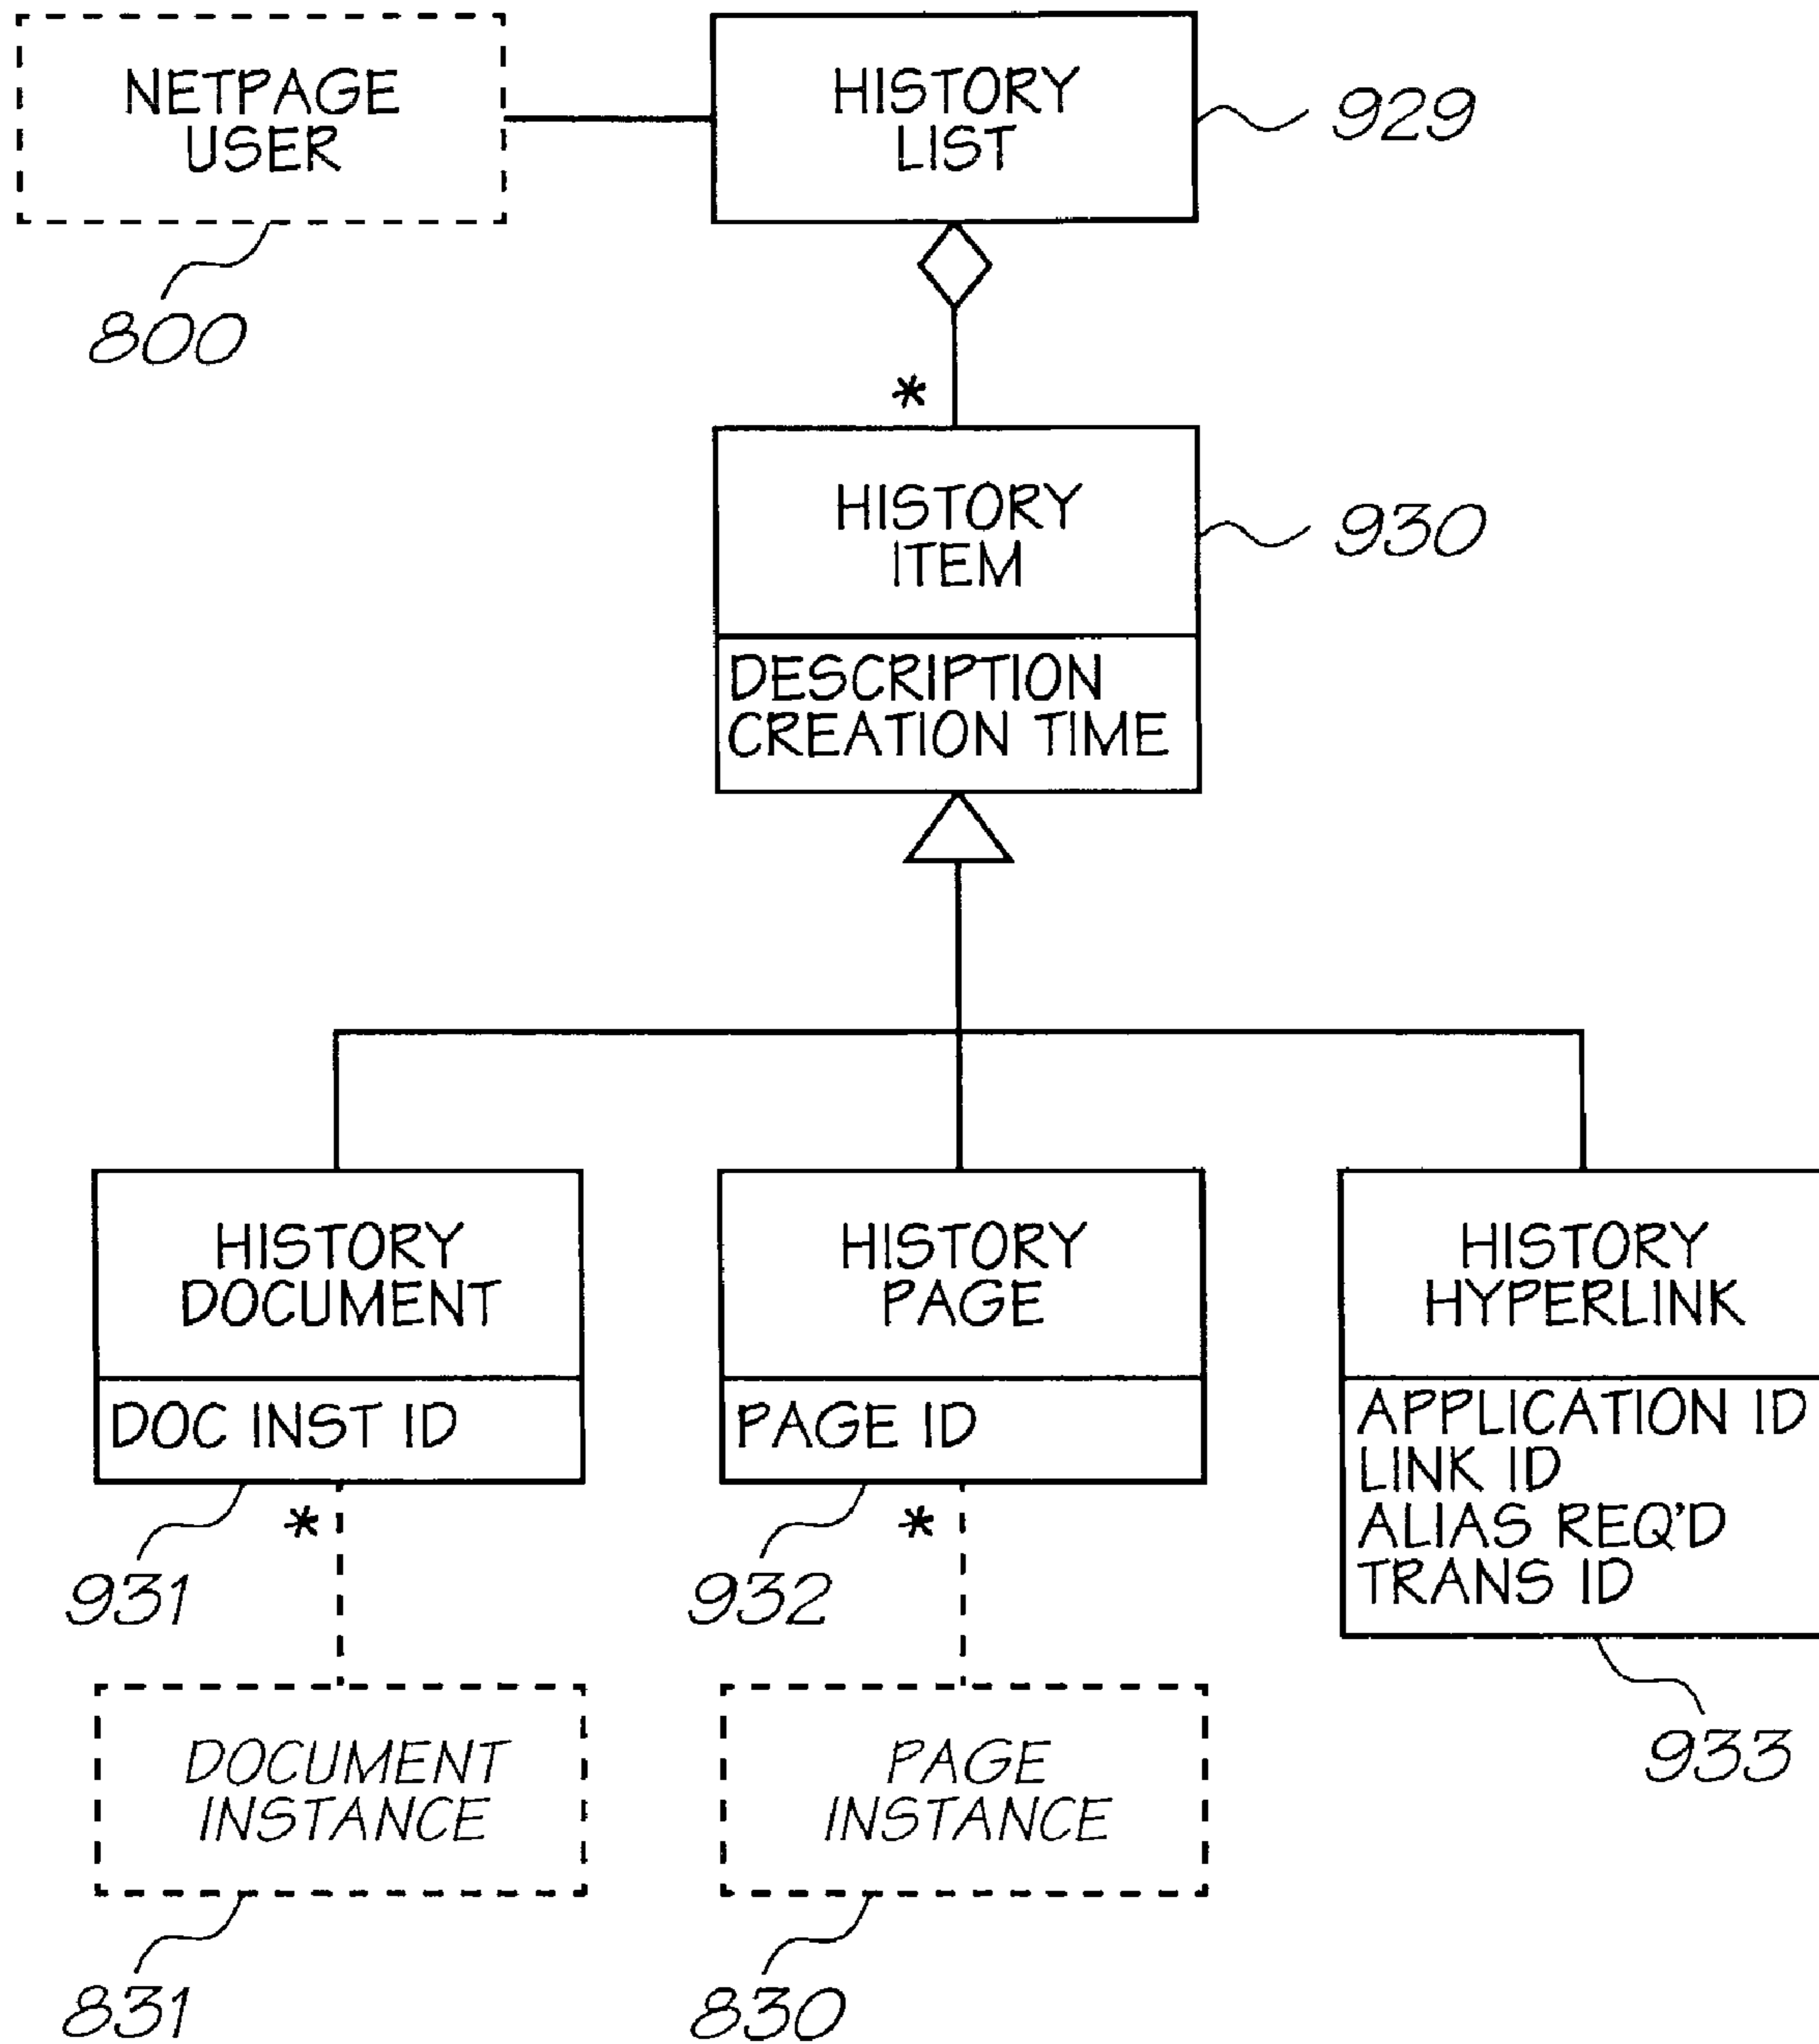 NETPAGE
USER
800
HISTORY
LIST
929
*
HISTORY
ITEM
930
DESCRIPTION
CREATION TIME
HISTORY
DOCUMENT
DOC INST ID
931
*
HISTORY
PAGE
PAGE ID
932
*
HISTORY
HYPERLINK
APPLICATION ID
LINK ID
ALIAS REQ'D
TRANS ID
933
DOCUMENT
INSTANCE
831
PAGE
INSTANCE
830